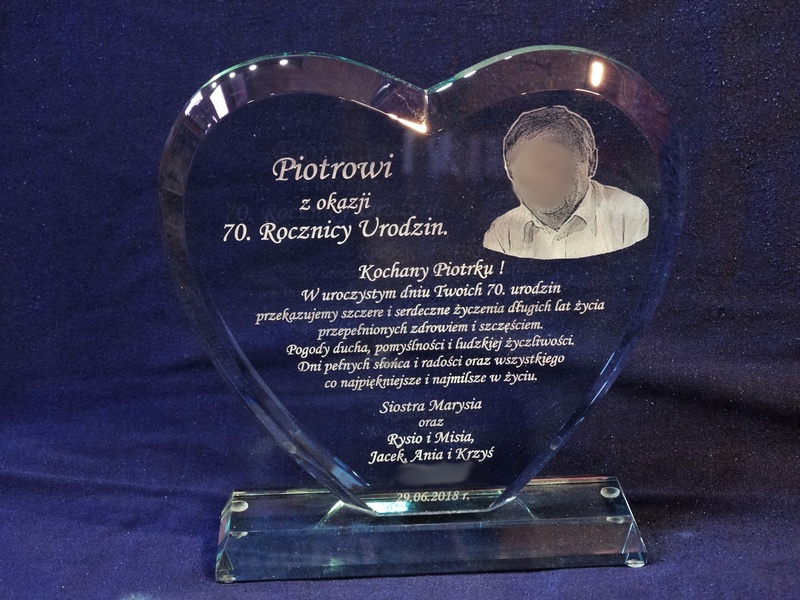 Piotrowi
z okazji
70. Rocznicy Urodzin.
Kochany Piotrku !
W uroczystym dniu Twoich 70. urodzin
przekazujemy szczere i serdeczne życzenia długich lat życia
przepełnionych zdrowiem i szczęściem.
Pogody ducha, pomyślności i ludzkiej życzliwości.
Dni pełnych słońca i radości oraz wszystkiego
co najpiękniejsze i najmilsze w życiu.
Siostra Marysia
oraz
Rysio i Misia,
Jacek, Ania i Krzyś
29.06.2018 r.